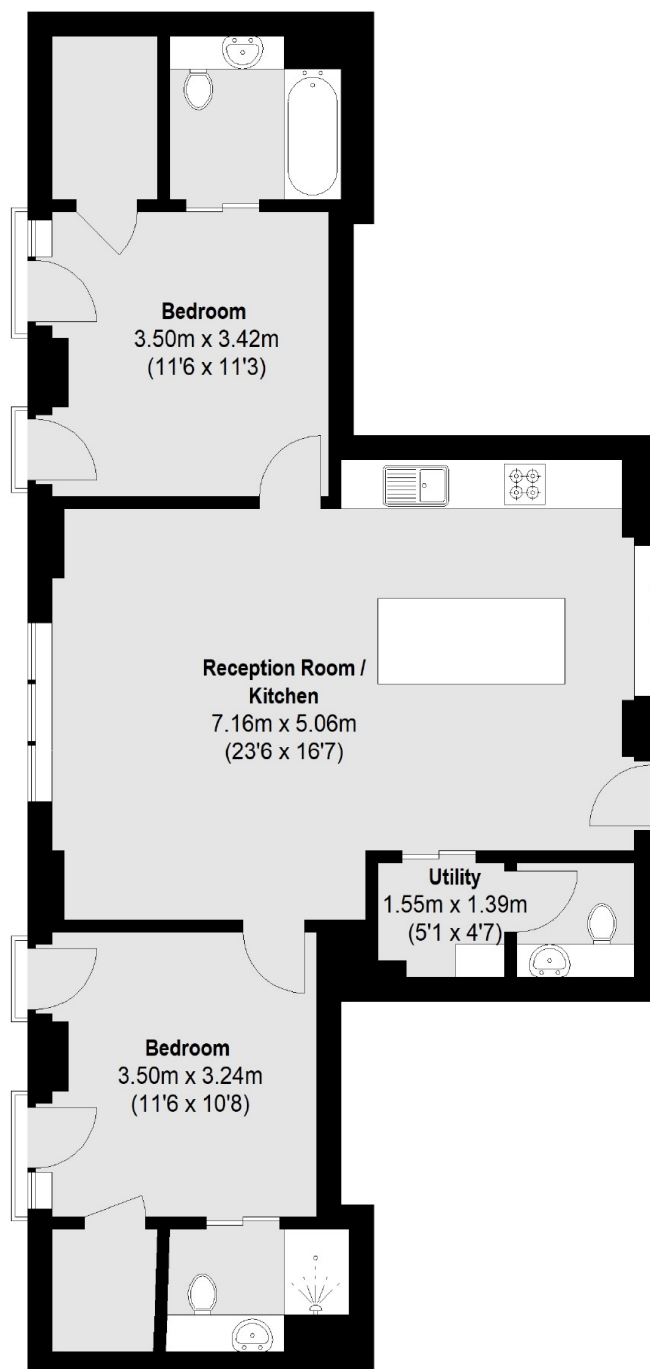 Bedroom
3.50m x 3.42m
(11'6 x 11'3)
Reception Room /
Kitchen
7.16m x 5.06m
(23'6 x 16'7)
Utility
1.55m x 1.39m
(5'1 x 4'7)
Bedroom
3.50m x 3.24m
(11'6 x 10'8)